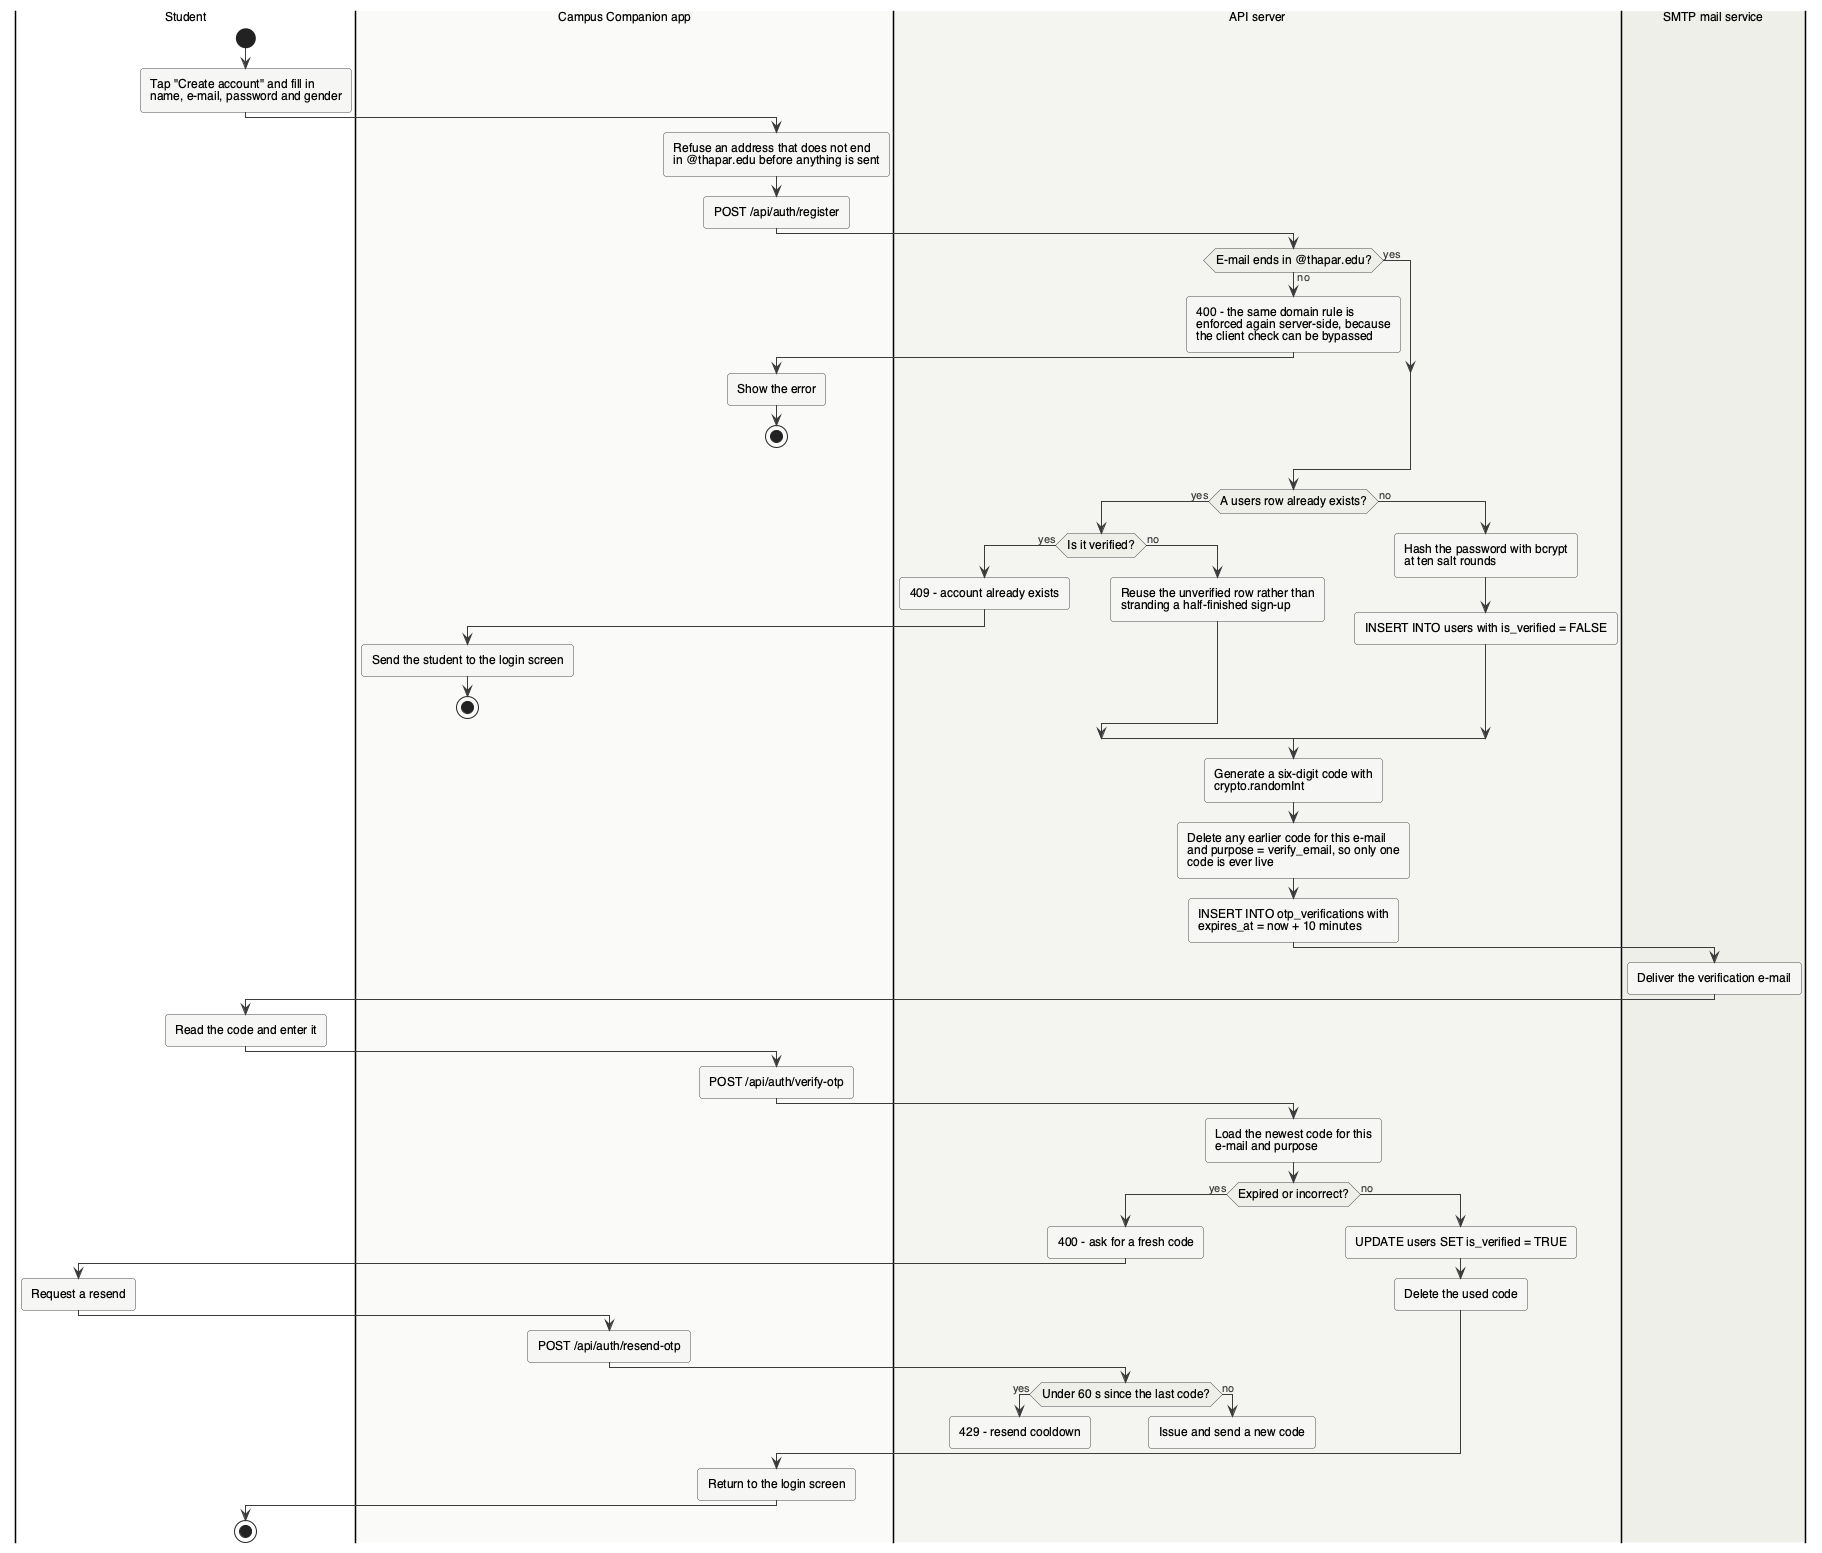 Student
Campus Companion app
API server
SMTP mail service
Tap "Create account" and fill in
name, e-mail, password and gender
Refuse an address that does not end
in @thapar.edu before anything is sent
POST /api/auth/register
E-mail ends in @thapar.edu?
yes
no
400 - the same domain rule is
enforced again server-side, because
the client check can be bypassed
Show the error
yes
A users row already exists?
no
yes
Is it verified?
no
Hash the password with bcrypt
at ten salt rounds
409 - account already exists
Reuse the unverified row rather than
stranding a half-finished sign-up
INSERT INTO users with is_verified = FALSE
Send the student to the login screen
Generate a six-digit code with
crypto.randomInt
Delete any earlier code for this e-mail
and purpose = verify_email, so only one
code is ever live
INSERT INTO otp_verifications with
expires_at = now + 10 minutes
Deliver the verification e-mail
Read the code and enter it
POST /api/auth/verify-otp
Load the newest code for this
e-mail and purpose
yes
Expired or incorrect?
no
400 - ask for a fresh code
UPDATE users SET is_verified = TRUE
Request a resend
Delete the used code
POST /api/auth/resend-otp
yes
Under 60 s since the last code?
no
429 - resend cooldown
Issue and send a new code
Return to the login screen